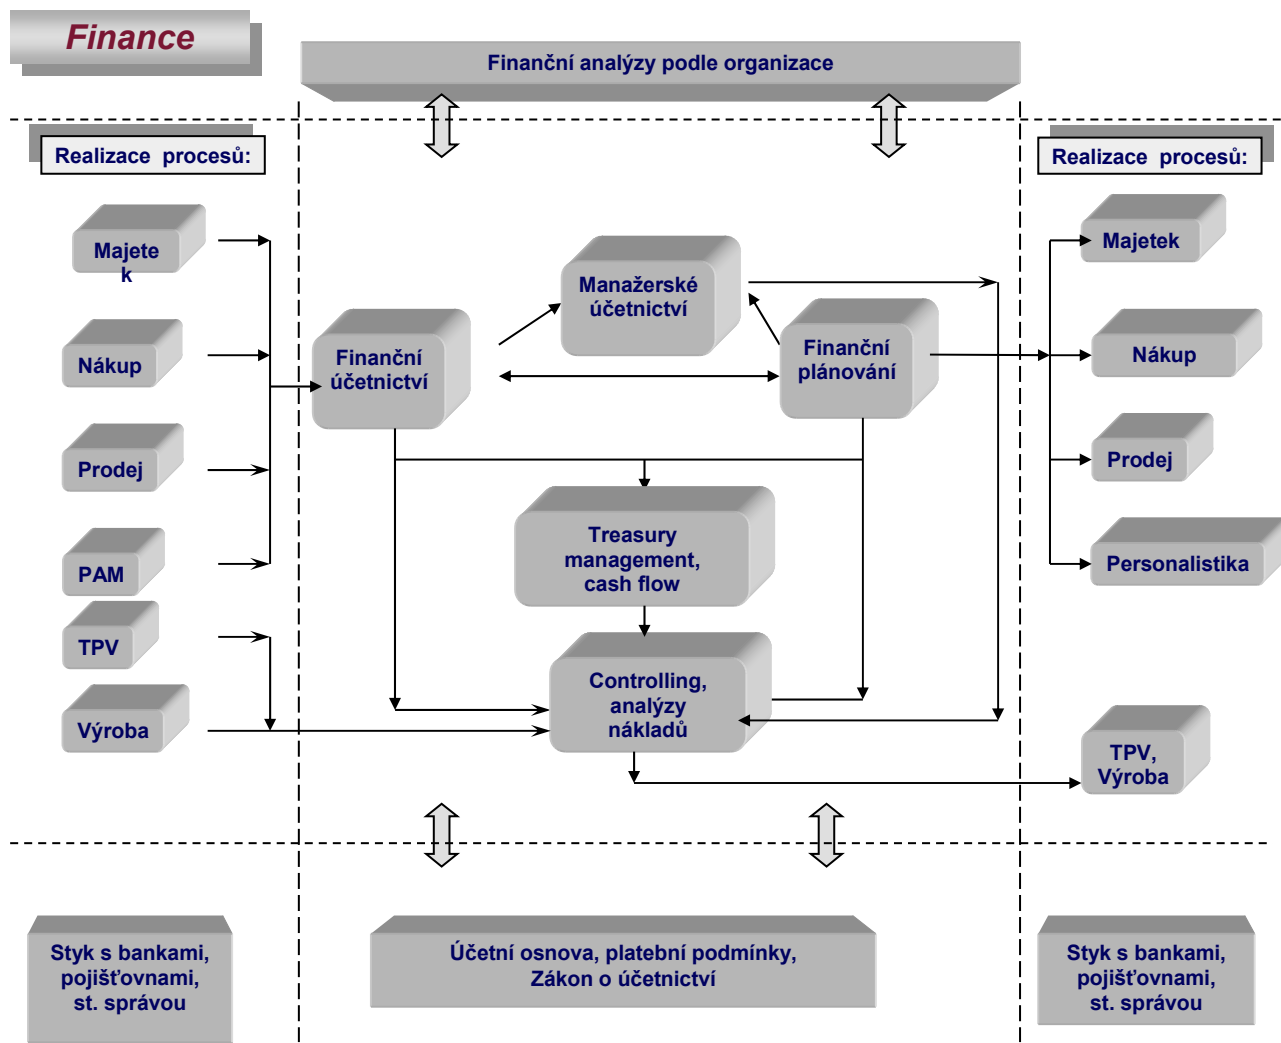 Finance
Finanční analýzy podle organizace
Realizace procesů:
Realizace procesů:
Majete
k
Nákup
Prodej
PAM
TPV
Výroba
Finanční
účetnictví
Manažerské
účetnictví
Finanční
plánování
Treasury
management,
cash flow
Controlling,
analýzy
nákladů
Majetek
Nákup
Prodej
Personalistika
TPV,
Výroba
Styk s bankami,
pojišťovnami,
st. správou
Účetní osnova, platební podmínky,
Zákon o účetnictví
Styk s bankami,
pojišťovnami,
st. správou